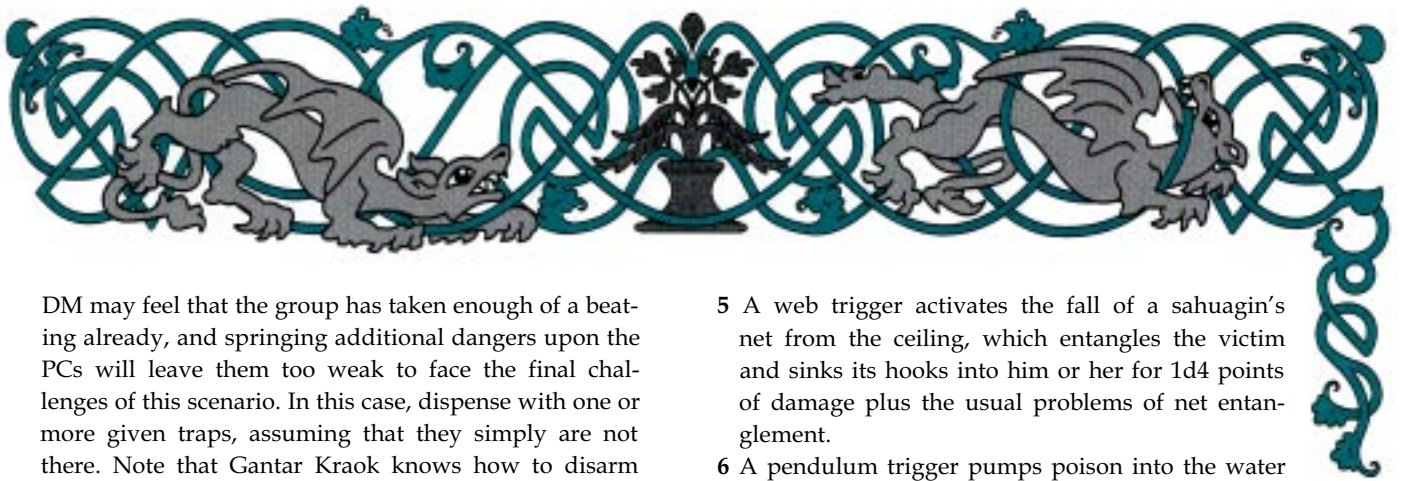 DM may feel that the group has taken enough of a beat-
ing already, and springing additional dangers upon the
PCs will leave them too weak to face the final chal-
lenges of this scenario. In this case, dispense with one or
more given traps, assuming that they simply are not
there. Note that Gantar Kraok knows how to disarm
5 A web trigger activates the fall of a sahuagin’s
net from the ceiling, which entangles the victim
and sinks its hooks into him or her for 1d4 points
of damage plus the usual problems of net entan-
glement.
6 A pendulum trigger pumps poison into the water